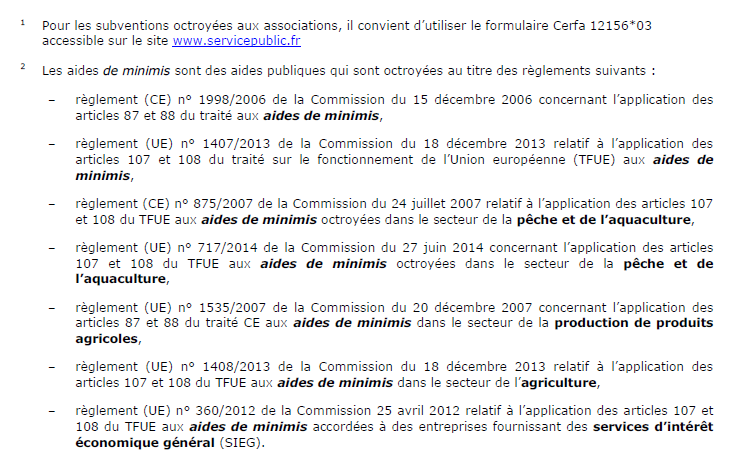 1 Pour les subventions octroyées aux associations, il convient d'utiliser le formulaire Cerfa 12156*03
accessible sur le site www.servicepublic.fr
2 Les aides de minimis sont des aides publiques qui sont octroyées au titre des règlements suivants :
– règlement (CE) n° 1998/2006 de la Commission du 15 décembre 2006 concernant l'application des
articles 87 et 88 du traité aux aides de minimis,
– règlement (UE) n° 1407/2013 de la Commission du 18 décembre 2013 relatif à l'application des
articles 107 et 108 du traité sur le fonctionnement de l'Union européenne (TFUE) aux aides de
minimis,
– règlement (CE) n° 875/2007 de la Commission du 24 juillet 2007 relatif à l'application des articles 107
et 108 du TFUE aux aides de minimis octroyées dans le secteur de la pêche et de l'aquaculture,
– règlement (UE) n° 717/2014 de la Commission du 27 juin 2014 concernant l'application des articles
107 et 108 du TFUE aux aides de minimis octroyées dans le secteur de la pêche et de
l'aquaculture,
– règlement (UE) n° 1535/2007 de la Commission du 20 décembre 2007 concernant l'application des
articles 87 et 88 du traité CE aux aides de minimis dans le secteur de la production de produits
agricoles,
– règlement (UE) n° 1408/2013 de la Commission du 18 décembre 2013 relatif à l'application des
articles 107 et 108 du TFUE aux aides de minimis dans le secteur de l'agriculture,
– règlement (UE) n° 360/2012 de la Commission 25 avril 2012 relatif à l'application des articles 107 et
108 du TFUE aux aides de minimis accordées à des entreprises fournissant des services d'intérêt
économique général (SIEG).